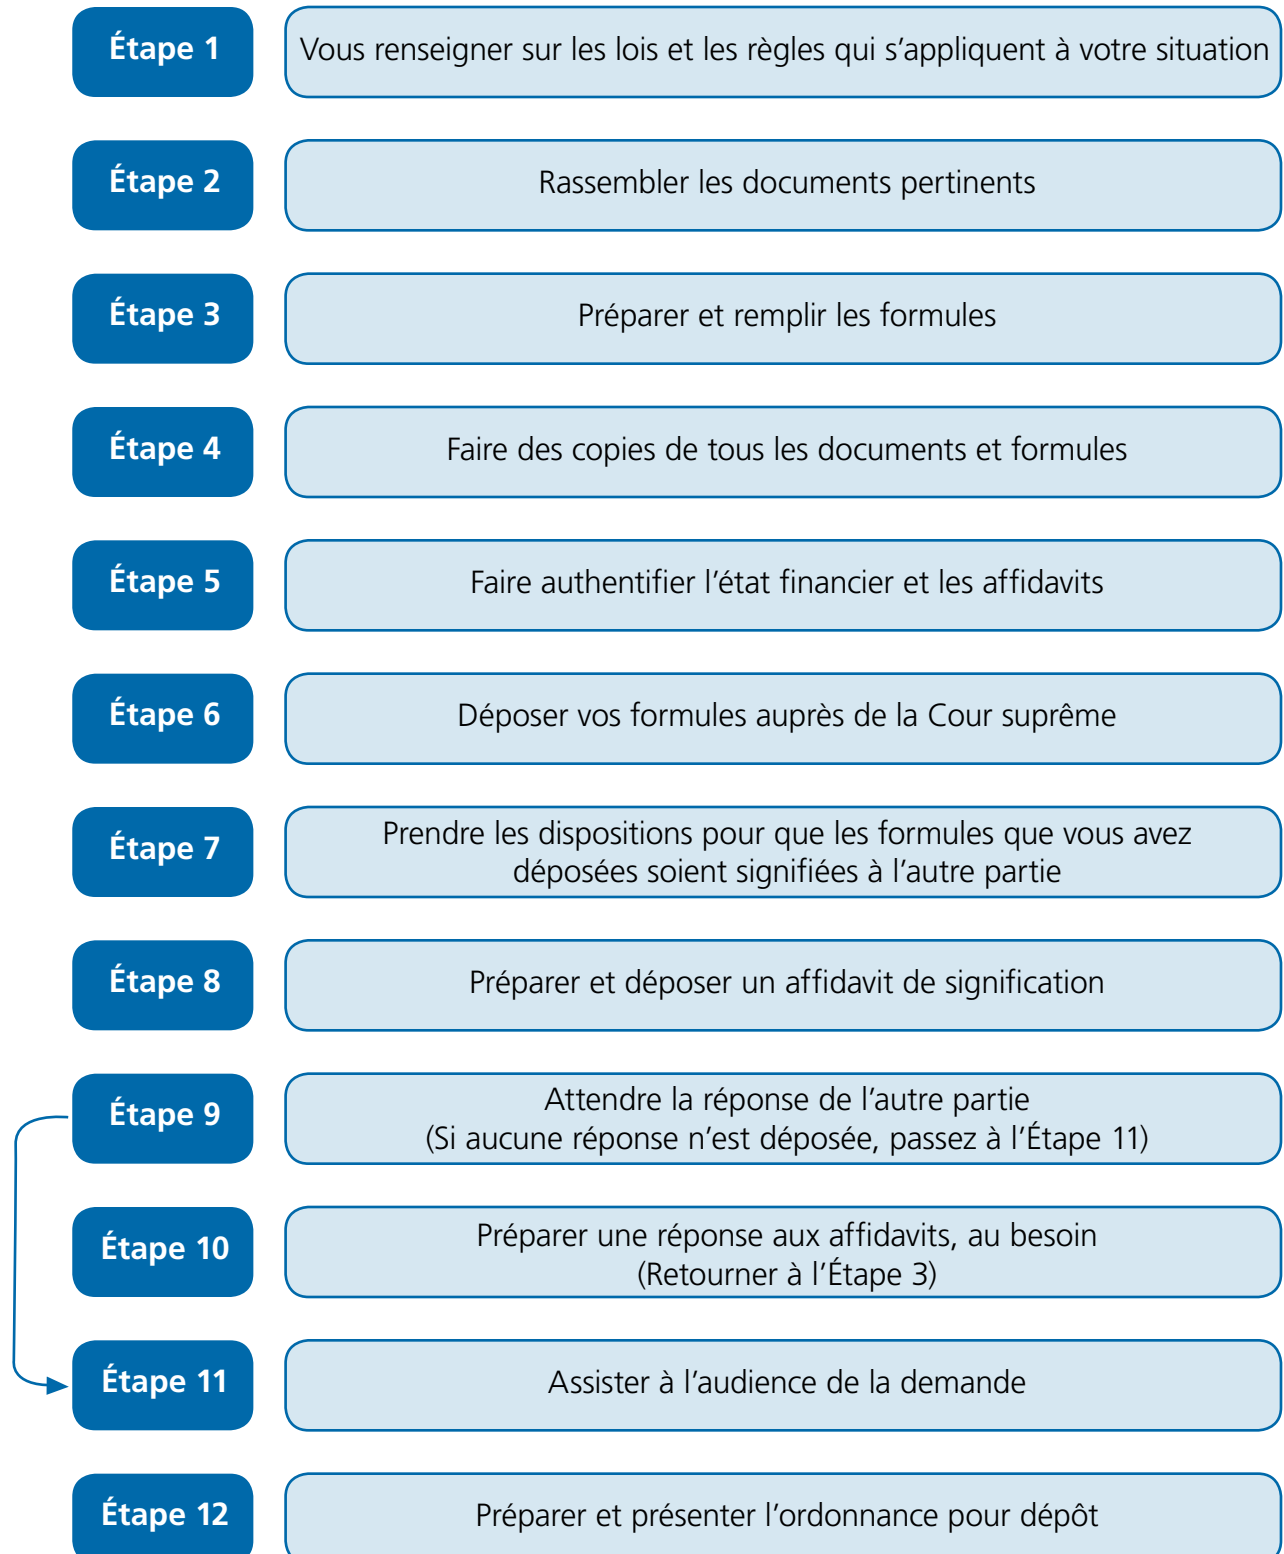 Étape 1
Vous renseigner sur les lois et les règles qui s’appliquent à votre situation
Étape 2
Rassembler les documents pertinents
Étape 3
Préparer et remplir les formules
Étape 4
Faire des copies de tous les documents et formules
Étape 5
Faire authentifier l’état financier et les affidavits
Étape 6
Déposer vos formules auprès de la Cour suprême
Étape 7
Prendre les dispositions pour que les formules que vous avez
déposées soient signifiées à l’autre partie
Étape 8
Préparer et déposer un affidavit de signification
Étape 9
Attendre la réponse de l’autre partie
(Si aucune réponse n’est déposée, passez à l’Étape 11)
Étape 10
Préparer une réponse aux affidavits, au besoin
(Retourner à l’Étape 3)
Étape 11
Assister à l’audience de la demande
Étape 12
Préparer et présenter l’ordonnance pour dépôt